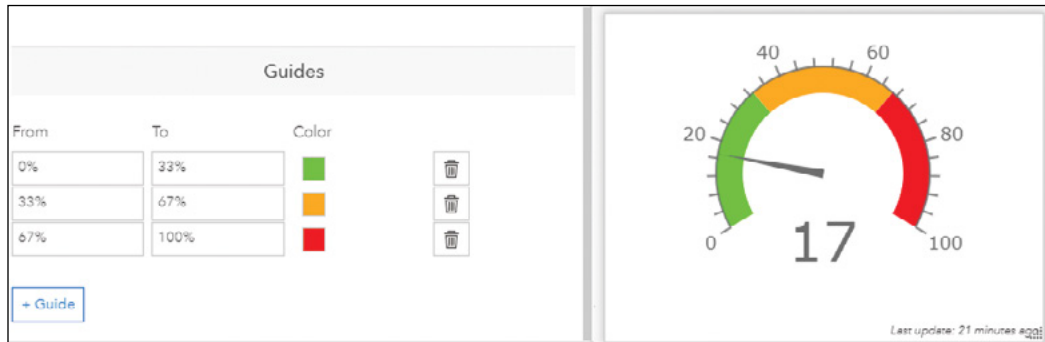 Guides
From To Color
0% 33%
33% 67%
67% 100%
+ Guide
40 60
20 80
0 17 100
Last update: 21 minutes ago